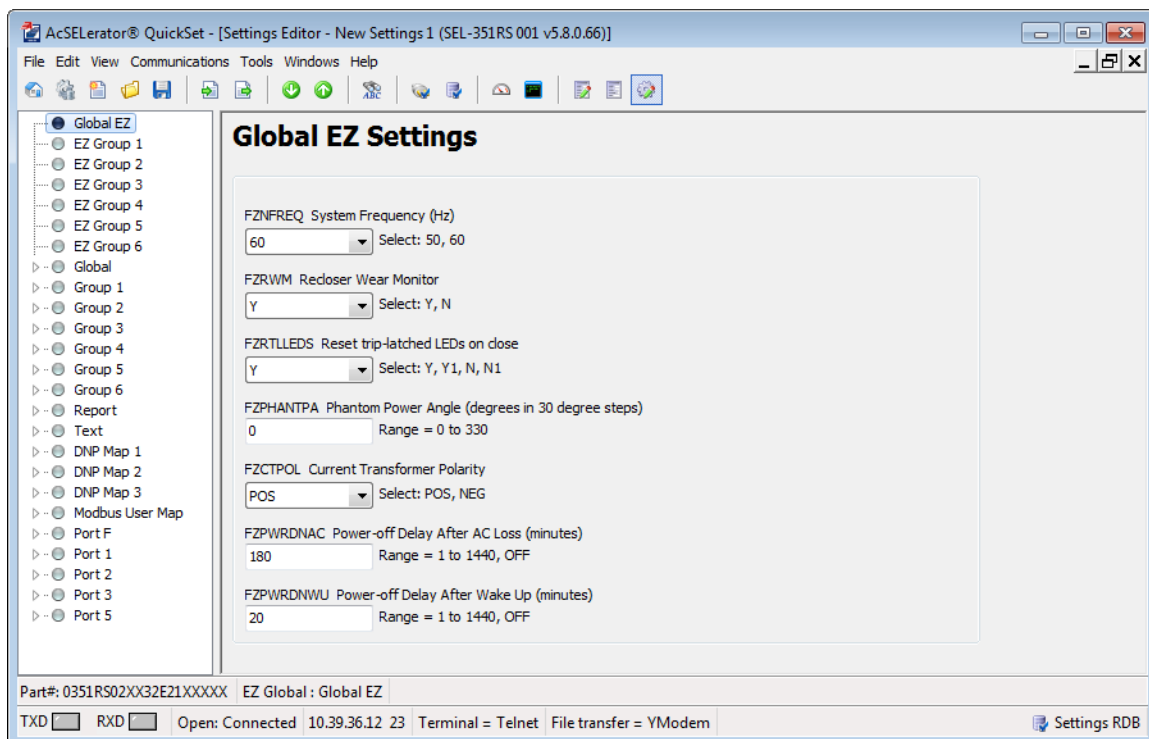 AcSELerator® QuickSet - [Settings Editor - New Settings 1 (SEL-351RS 001 v5.8.0.66)]
File Edit View Communications Tools Windows Help
ABC
Global EZ
EZ Group 1
EZ Group 2
EZ Group 3
EZ Group 4
EZ Group 5
EZ Group 6
Global
Group 1
Group 2
Group 3
Group 4
Group 5
Group 6
Report
Text
DNP Map 1
DNP Map 2
DNP Map 3
Modbus User Map
Port F
Port 1
Port 2
Port 3
Port 5
Global EZ Settings
FZNFREQ System Frequency (Hz)
60 Select: 50, 60
FZRWM Recloser Wear Monitor
Y Select: Y, N
FZRTLLEDS Reset trip-latched LEDs on close
Y Select: Y, Y1, N, N1
FZPHANTPA Phantom Power Angle (degrees in 30 degree steps)
0 Range = 0 to 330
FZCTPOL Current Transformer Polarity
POS Select: POS, NEG
FZPWRDNAC Power-off Delay After AC Loss (minutes)
180 Range = 1 to 1440, OFF
FZPWRDNWU Power-off Delay After Wake Up (minutes)
20 Range = 1 to 1440, OFF
Part#: 0351RS02XX32E21XXXXX EZ Global : Global EZ
TXD RXD Open: Connected 10.39.36.12 23 Terminal = Telnet File transfer = YModem Settings RDB